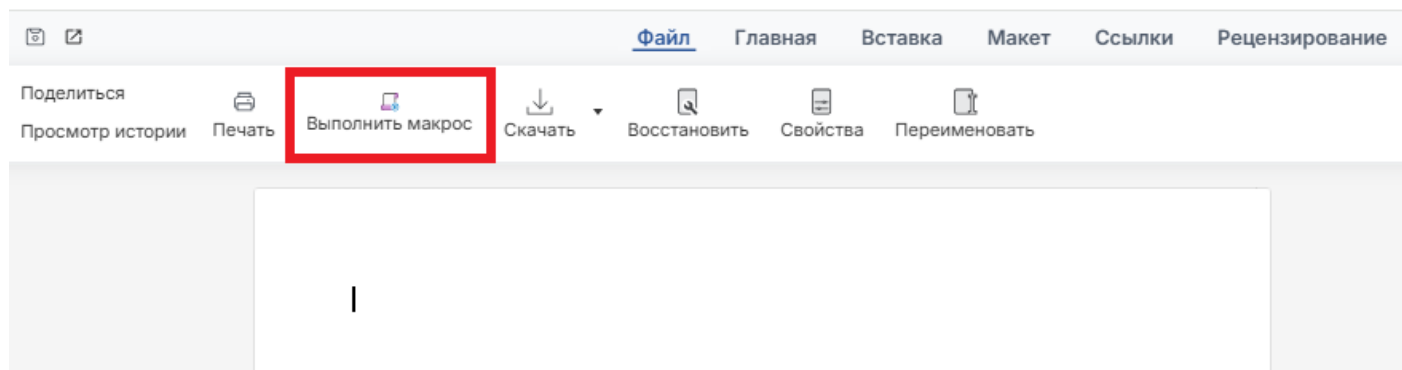 Файл Главная Вставка Макет Ссылки Рецензирование
Поделиться
Просмотр истории
Печать
Выполнить макрос
Скачать
Восстановить
Свойства
Переименовать